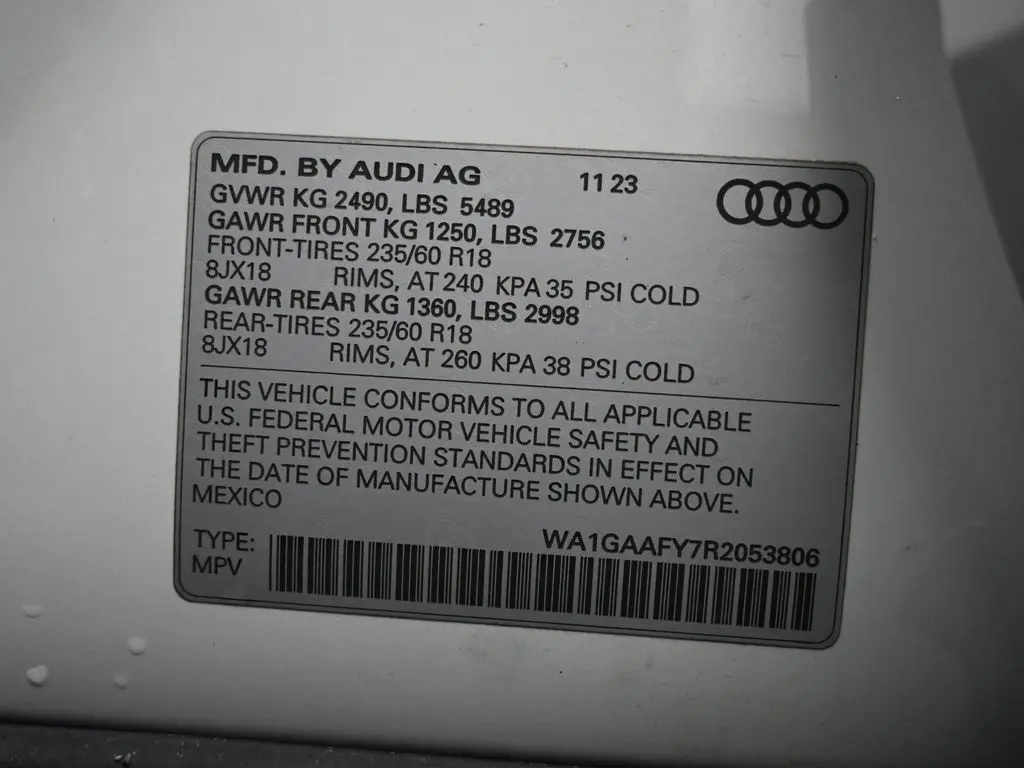 MFD. BY AUDI AG 11 23
GVWR KG 2490, LBS 5489
GAWR FRONT KG 1250, LBS 2756
FRONT-TIRES 235/60 R18
8JX18 RIMS, AT 240 KPA 35 PSI COLD
GAWR REAR KG 1360, LBS 2998
REAR-TIRES 235/60 R18
8JX18 RIMS, AT 260 KPA 38 PSI COLD
THIS VEHICLE CONFORMS TO ALL APPLICABLE
U.S. FEDERAL MOTOR VEHICLE SAFETY AND
THEFT PREVENTION STANDARDS IN EFFECT ON
THE DATE OF MANUFACTURE SHOWN ABOVE.
MEXICO
WA1GAAFY7R2053806
TYPE:
MPV